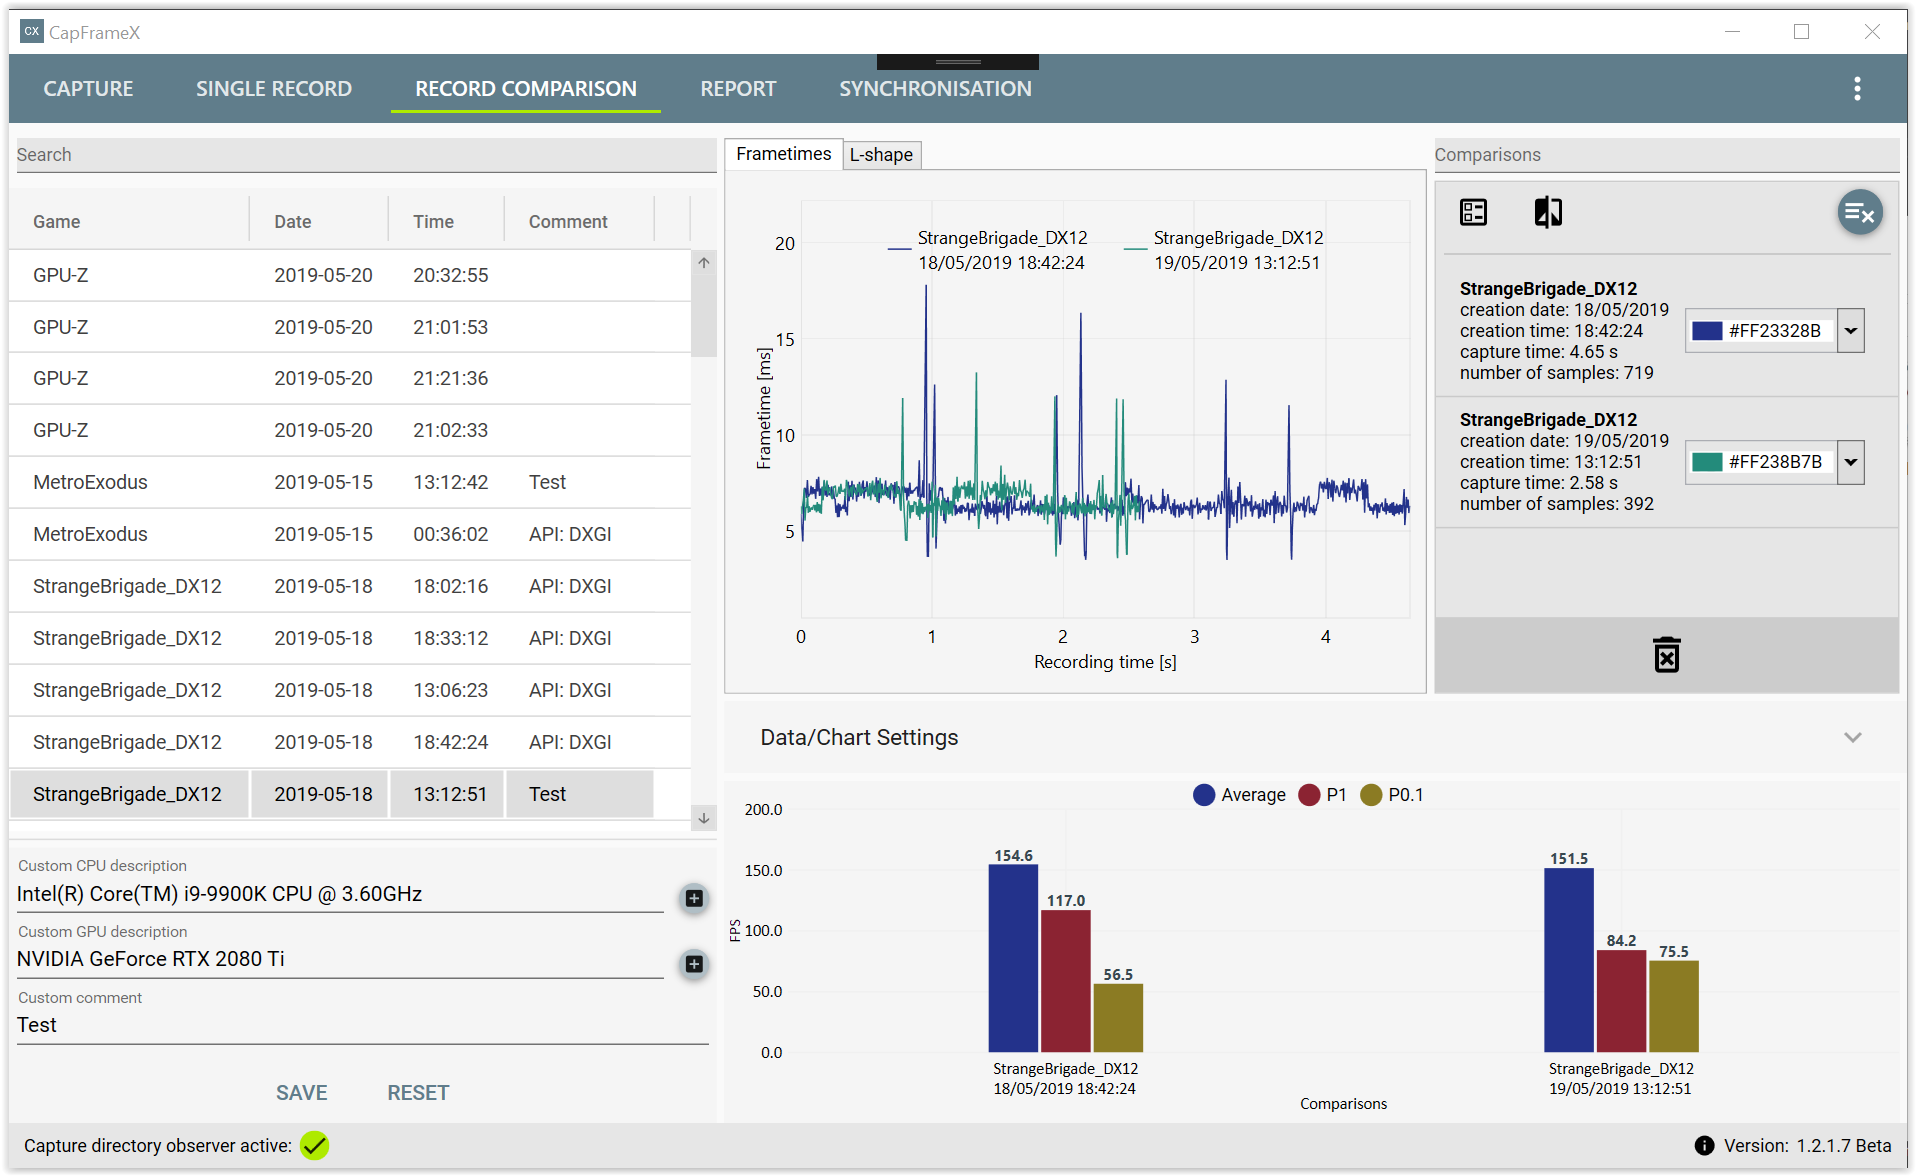 CX CapFrameX
CAPTURE SINGLE RECORD RECORD COMPARISON REPORT SYNCHRONISATION
Search
Game Date Time Comment
GPU-Z 2019-05-20 20:32:55
GPU-Z 2019-05-20 21:01:53
GPU-Z 2019-05-20 21:21:36
GPU-Z 2019-05-20 21:02:33
MetroExodus 2019-05-15 13:12:42 Test
MetroExodus 2019-05-15 00:36:02 API: DXGI
StrangeBrigade_DX12 2019-05-18 18:02:16 API: DXGI
StrangeBrigade_DX12 2019-05-18 18:33:12 API: DXGI
StrangeBrigade_DX12 2019-05-18 13:06:23 API: DXGI
StrangeBrigade_DX12 2019-05-18 18:42:24 API: DXGI
StrangeBrigade_DX12 2019-05-18 13:12:51 Test
Custom CPU description
Intel(R) Core(TM) i9-9900K CPU @ 3.60GHz
Custom GPU description
NVIDIA GeForce RTX 2080 Ti
Custom comment
Test
SAVE RESET
Frametimes L-shape
StrangeBrigade_DX12 StrangeBrigade_DX12
18/05/2019 18:42:24 19/05/2019 13:12:51
20
15
10
5
Frametime [ms]
0 1 2 3 4
Recording time [s]
Comparisons
StrangeBrigade_DX12
creation date: 18/05/2019
creation time: 18:42:24
capture time: 4.65 s
number of samples: 719
#FF23328B
StrangeBrigade_DX12
creation date: 19/05/2019
creation time: 13:12:51
capture time: 2.58 s
number of samples: 392
#FF238B7B
Data/Chart Settings
Average P1 P0.1
200.0
150.0
100.0
50.0
0.0
FPS
154.6 117.0 56.5
151.5 84.2 75.5
StrangeBrigade_DX12 StrangeBrigade_DX12
18/05/2019 18:42:24 19/05/2019 13:12:51
Comparisons
Capture directory observer active:
Version: 1.2.1.7 Beta